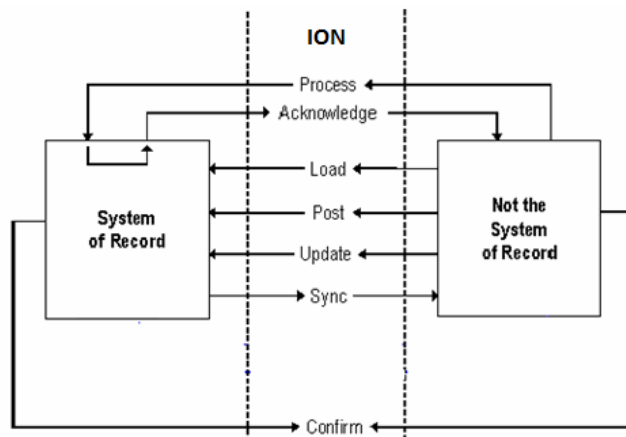 ION
Process
Acknowledge
Load
Post
Update
Sync
System
of Record
Not the
System
of Record
Confirm